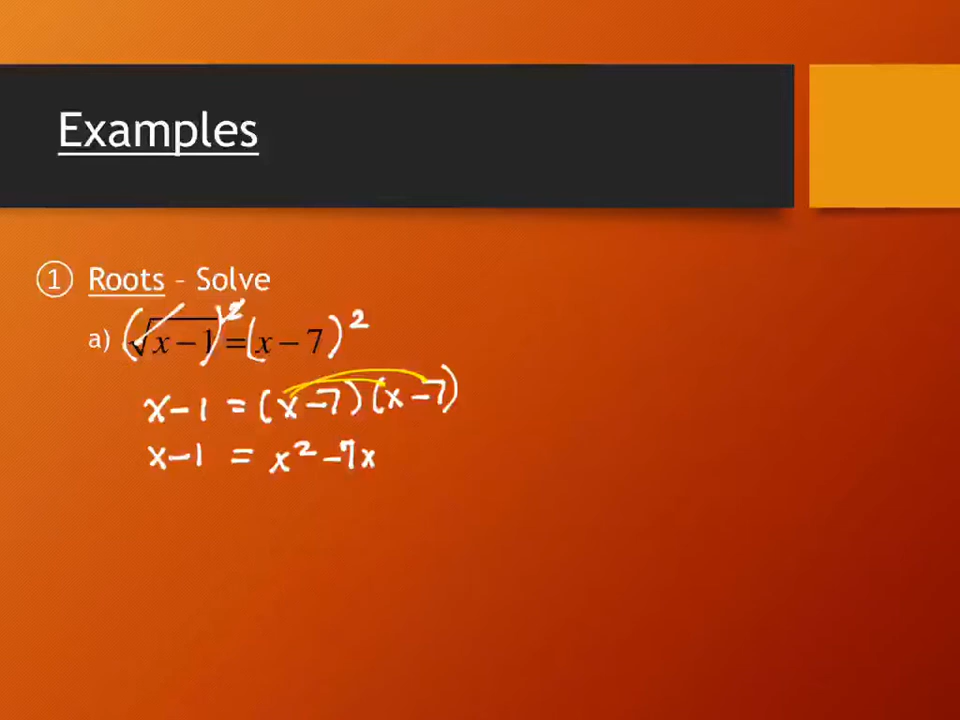 Examples
① Roots – Solve
a) (√x − 1)² = (x − 7)²
x − 1 = (x − 7)(x − 7)
x − 1 = x² − 7x